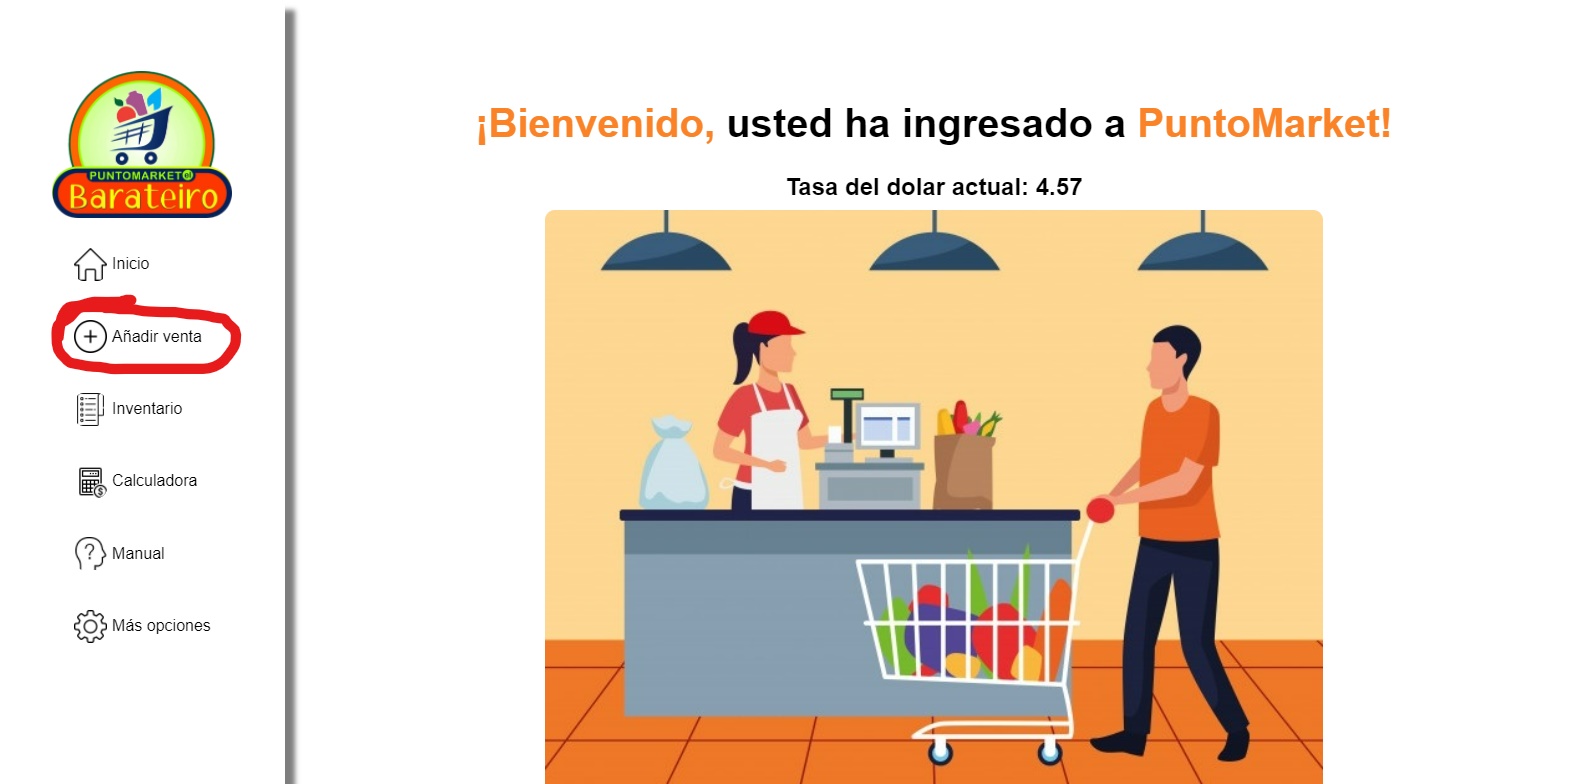 PUNTOMARKET el
Barateiro
Inicio
Añadir venta
Inventario
Calculadora
Manual
Más opciones
¡Bienvenido, usted ha ingresado a PuntoMarket!
Tasa del dolar actual: 4.57